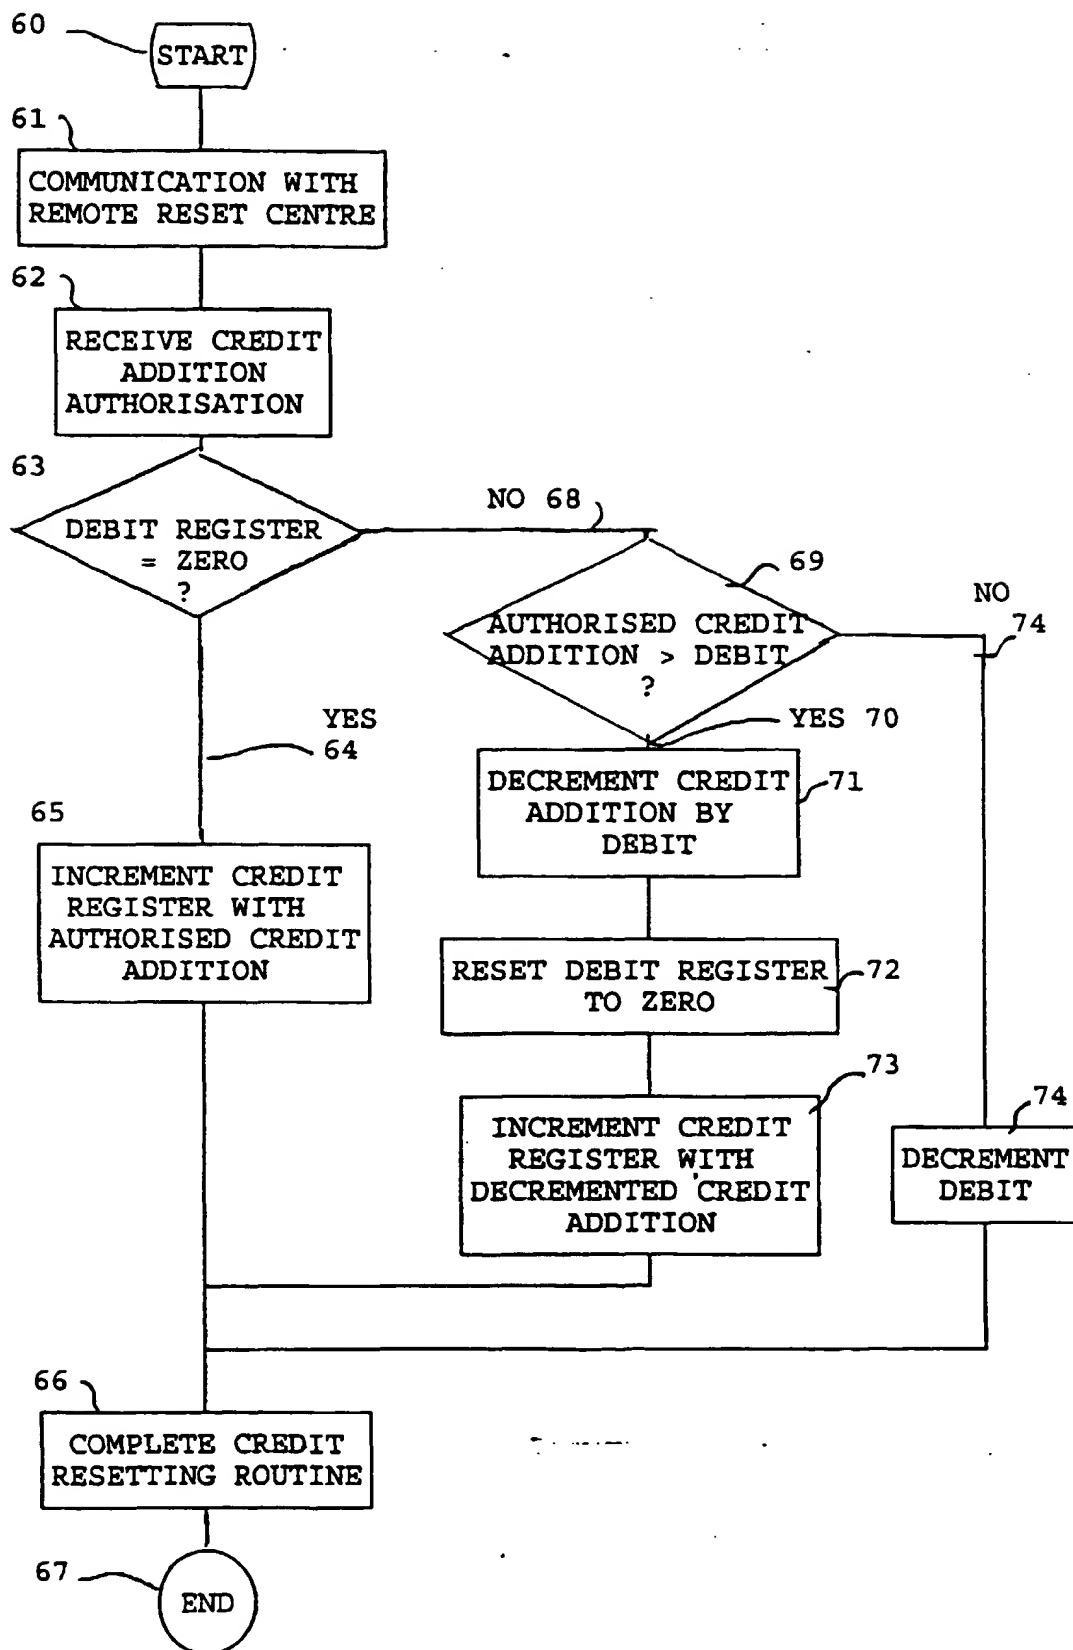 60
START
61
COMMUNICATION WITH
REMOTE RESET CENTRE
62
RECEIVE CREDIT
ADDITION
AUTHORISATION
63
DEBIT REGISTER
= ZERO
?
NO 68
69
AUTHORISED CREDIT
ADDITION > DEBIT
?
NO
74
YES
64
YES 70
65
INCREMENT CREDIT
REGISTER WITH
AUTHORISED CREDIT
ADDITION
DECREMENT CREDIT
ADDITION BY
DEBIT
71
RESET DEBIT REGISTER
TO ZERO
72
73
INCREMENT CREDIT
REGISTER WITH
DECREMENTED CREDIT
ADDITION
74
DECREMENT
DEBIT
66
COMPLETE CREDIT
RESETTING ROUTINE
67
END